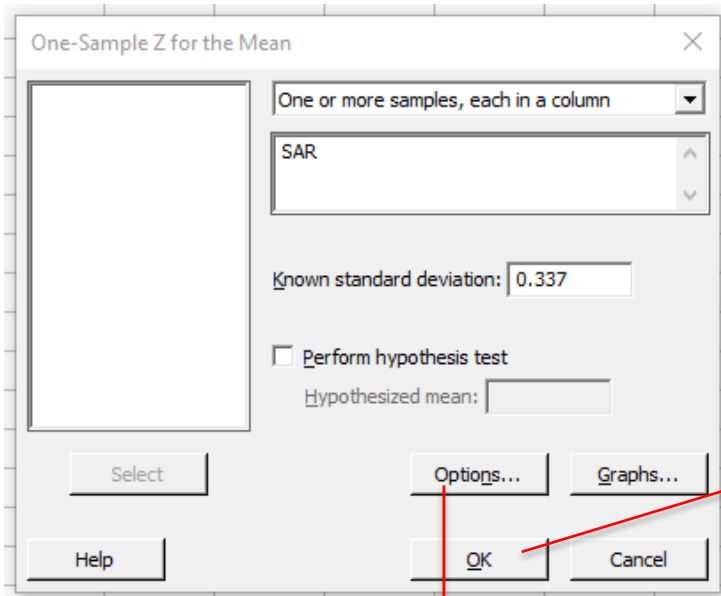 One-Sample Z for the Mean
One or more samples, each in a column
SAR
Known standard deviation: 0.337
Perform hypothesis test
Hypothesized mean:
Select
Options...
Graphs...
Help
OK
Cancel